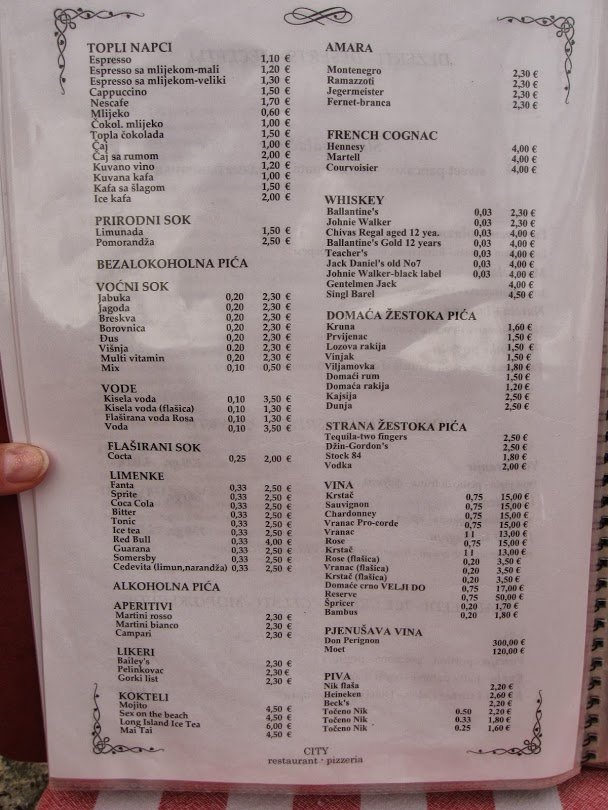 TOPLI NAPCI
Espresso 1,10 €
Espresso sa mlijekom-mali 1,20 €
Espresso sa mlijekom-veliki 1,30 €
Cappuccino 1,50 €
Nescafe 1,70 €
Mlijeko 0,60 €
Čokol. mlijeko 1,00 €
Topla čokolada 1,50 €
Čaj 1,00 €
Čaj sa rumom 2,00 €
Kuvano vino 1,20 €
Kuvana kafa 1,00 €
Kafa sa šlagom 1,50 €
Ice kafa 2,00 €
PRIRODNI SOK
Limunada 1,50 €
Pomorandža 2,50 €
BEZALOKOHOLNA PIĆA
VOĆNI SOK
Jabuka 0,20 2,30 €
Jagoda 0,20 2,30 €
Breskva 0,20 2,30 €
Borovnica 0,20 2,30 €
Đus 0,20 2,30 €
Višnja 0.20 2,30 €
Multi vitamin 0,20 2,30 €
Mix 0,10 0,50 €
VODE
Kisela voda 0,10 3,50 €
Kisela voda (flašica) 0,10 1,30 €
Flaširana voda Rosa 0,10 1,30 €
Voda 0,10 3,50 €
FLAŠIRANI SOK
Cocta 0,25 2,00 €
LIMENKE
Fanta 0,33 2,50 €
Sprite 0,33 2,50 €
Coca Cola 0,33 2,50 €
Bitter 0,33 2,50 €
Tonic 0,33 2,50 €
Ice tea 0,33 2,50 €
Red Bull 0,33 4,00 €
Guarana 0,33 2,50 €
Somersby 0,33 2,50 €
Cedevita (limun,narandža) 0,33 2,50 €
ALKOHOLNA PIĆA
APERITIVI
Martini rosso 2,30 €
Martini bianco 2,30 €
Campari 2,30 €
LIKERI
Bailey's 2,30 €
Pelinkovac 2,30 €
Gorki list 2,30 €
KOKTELI
Mojito 4,50 €
Sex on the beach 4,50 €
Long Island Ice Tea 6,00 €
Mai Tai 4,50 €
AMARA
Montenegro 2,30 €
Ramazzoti 2,30 €
Jegermeister 2,30 €
Fernet-branca 2,30 €
FRENCH COGNAC
Hennesy 4,00 €
Martell 4,00 €
Courvoisier 4,00 €
WHISKEY
Ballantine's 0,03 2,30 €
Johnie Walker 0,03 2,30 €
Chivas Regal aged 12 yea. 0,03 4,00 €
Ballantine's Gold 12 years 0,03 4,00 €
Teacher's 0,03 4,00 €
Jack Daniel's old No7 0,03 4,00 €
Johnie Walker-black label 0,03 4,00 €
Gentelmen Jack 4,00 €
Singl Barel 4,50 €
DOMAĆA ŽESTOKA PIĆA
Kruna 1,60 €
Prvijenac 1,50 €
Lozova rakija 1,50 €
Vinjak 1,50 €
Viljamovka 1,80 €
Domaći rum 1,50 €
Domaća rakija 1,20 €
Kajsija 2,50 €
Dunja 2,50 €
STRANA ŽESTOKA PIĆA
Tequila-two fingers 2,50 €
Džin-Gordon's 2,50 €
Stock 84 1,80 €
Vodka 2,00 €
VINA
Krstač 0,75 15,00 €
Sauvignon 0,75 15,00 €
Chardonney 0,75 15,00 €
Vranac Pro-corde 0,75 15,00 €
Vranac 1 l 13,00 €
Rose 0,75 15,00 €
Krstač 1 l 13,00 €
Rose (flašica) 0,20 3,50 €
Vranac (flašica) 0,20 3,50 €
Krstač (flašica) 0,20 3,50 €
Domaće crno VELJI DO 0,75 17,00 €
Reserve 0,75 50,00 €
Špricer 0,20 1,70 €
Bambus 0,20 1,80 €
PJENUŠAVA VINA
Don Perignon 300,00 €
Moet 120,00 €
PIVA
Nik flaša 2,20 €
Heineken 2,60 €
Beck's 2,20 €
Točeno Nik 0.50 2,20 €
Točeno Nik 0.33 1,80 €
Točeno Nik 0.25 1,60 €
CITY
restaurant · pizzeria